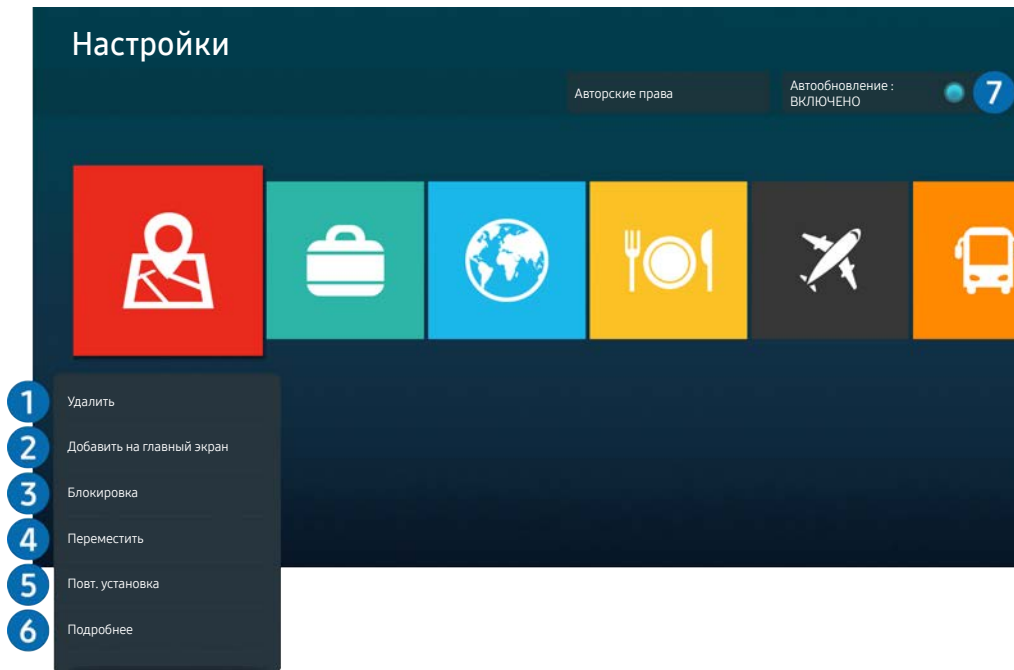 Настройки
Авторские права
Автообновление :
ВКЛЮЧЕНО
7
1
Удалить
2
Добавить на главный экран
3
Блокировка
4
Переместить
5
Повт. установка
6
Подробнее